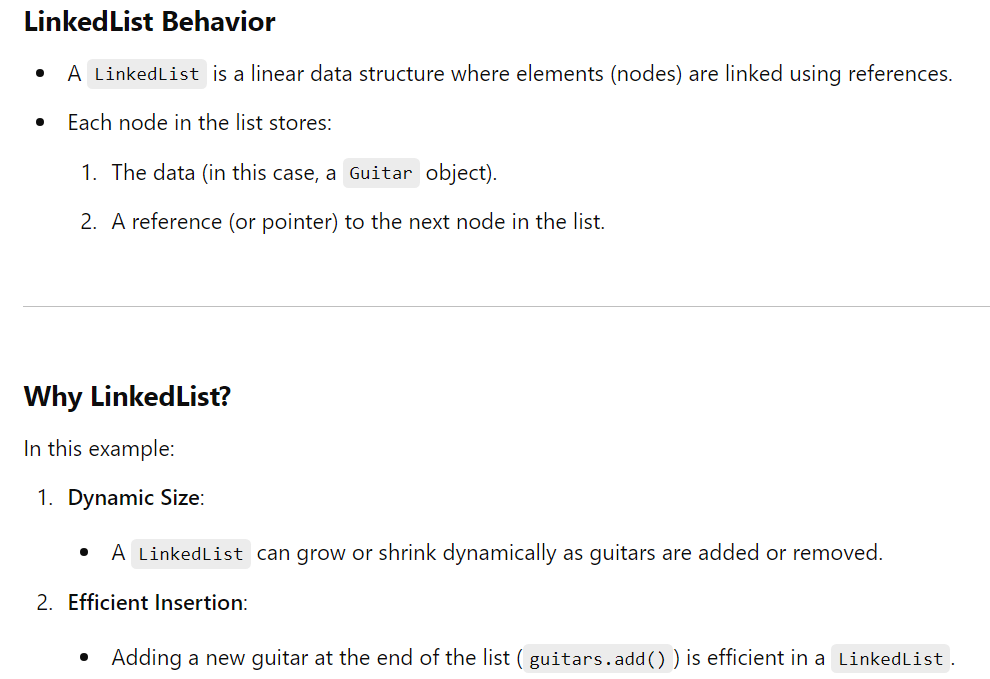 LinkedList Behavior
• A LinkedList is a linear data structure where elements (nodes) are linked using references.
• Each node in the list stores:
1. The data (in this case, a Guitar object).
2. A reference (or pointer) to the next node in the list.
Why LinkedList?
In this example:
1. Dynamic Size:
• A LinkedList can grow or shrink dynamically as guitars are added or removed.
2. Efficient Insertion:
• Adding a new guitar at the end of the list (guitars.add()) is efficient in a LinkedList.